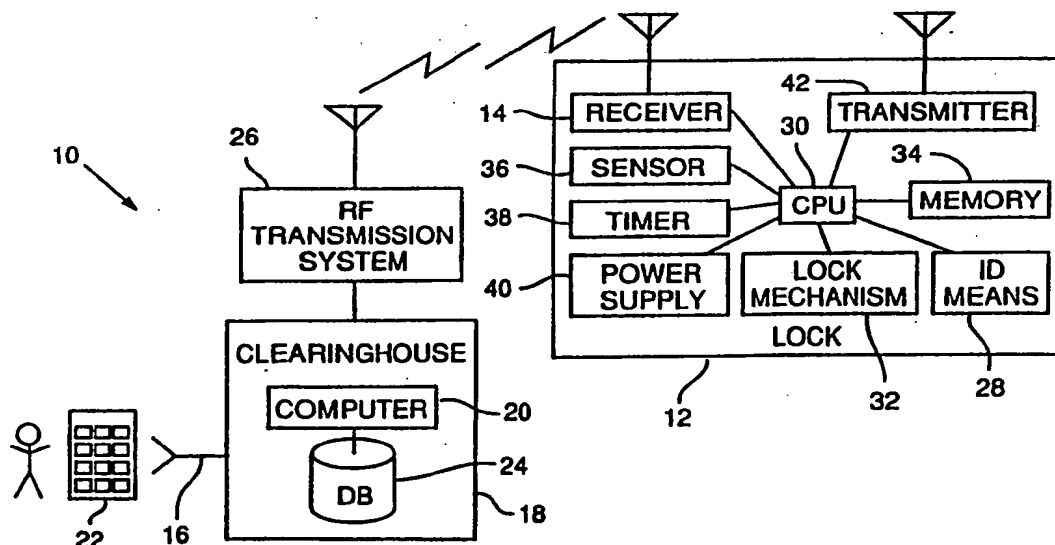 10
26
RF
TRANSMISSION
SYSTEM
CLEARINGHOUSE
COMPUTER
20
DB
24
18
22
16
14
RECEIVER
42
TRANSMITTER
30
36
SENSOR
34
CPU
MEMORY
38
TIMER
40
POWER
SUPPLY
LOCK
MECHANISM
ID
MEANS
LOCK
12
32
28